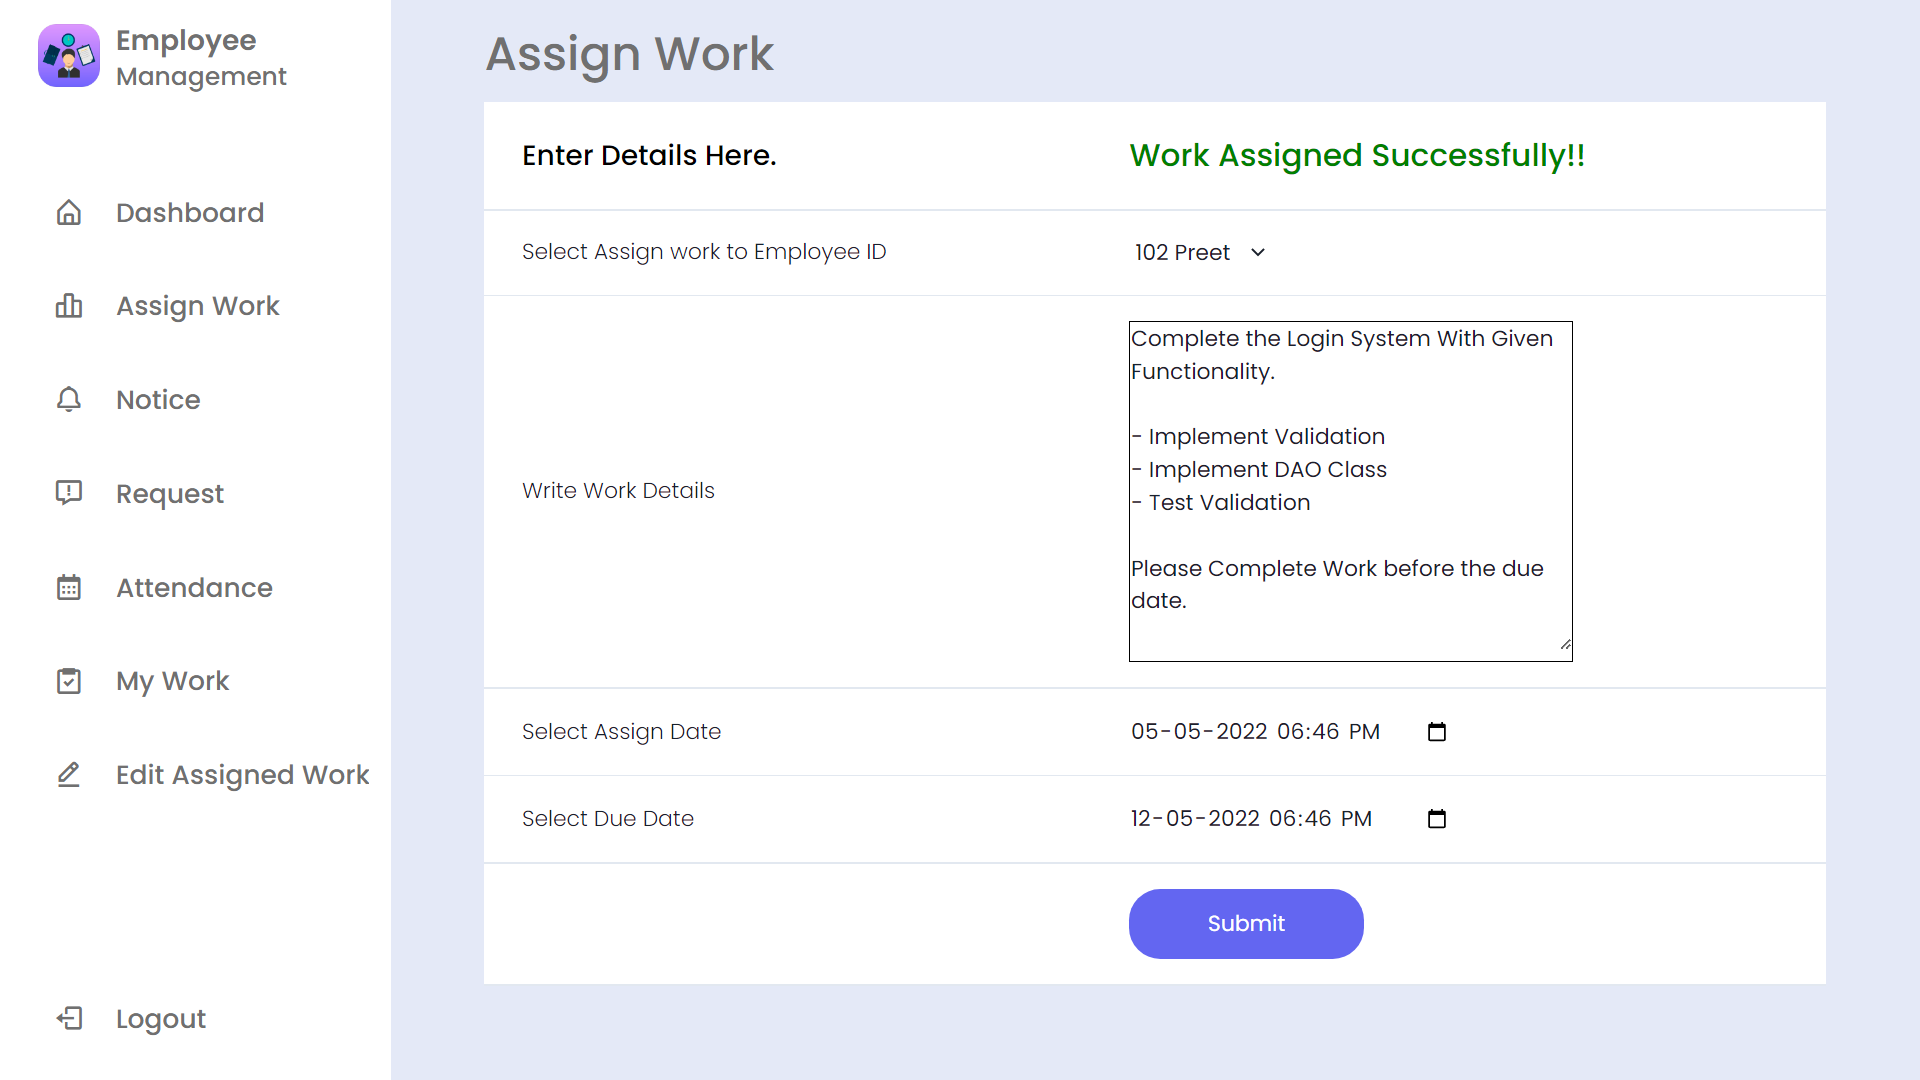 Employee
Management
Dashboard
Assign Work
Notice
Request
Attendance
My Work
Edit Assigned Work
Logout
Assign Work
Enter Details Here.
Work Assigned Successfully!!
Select Assign work to Employee ID
102 Preet
Write Work Details
Complete the Login System With Given
Functionality.
- Implement Validation
- Implement DAO Class
- Test Validation
Please Complete Work before the due
date.
Select Assign Date
05-05-2022 06:46 PM
Select Due Date
12-05-2022 06:46 PM
Submit